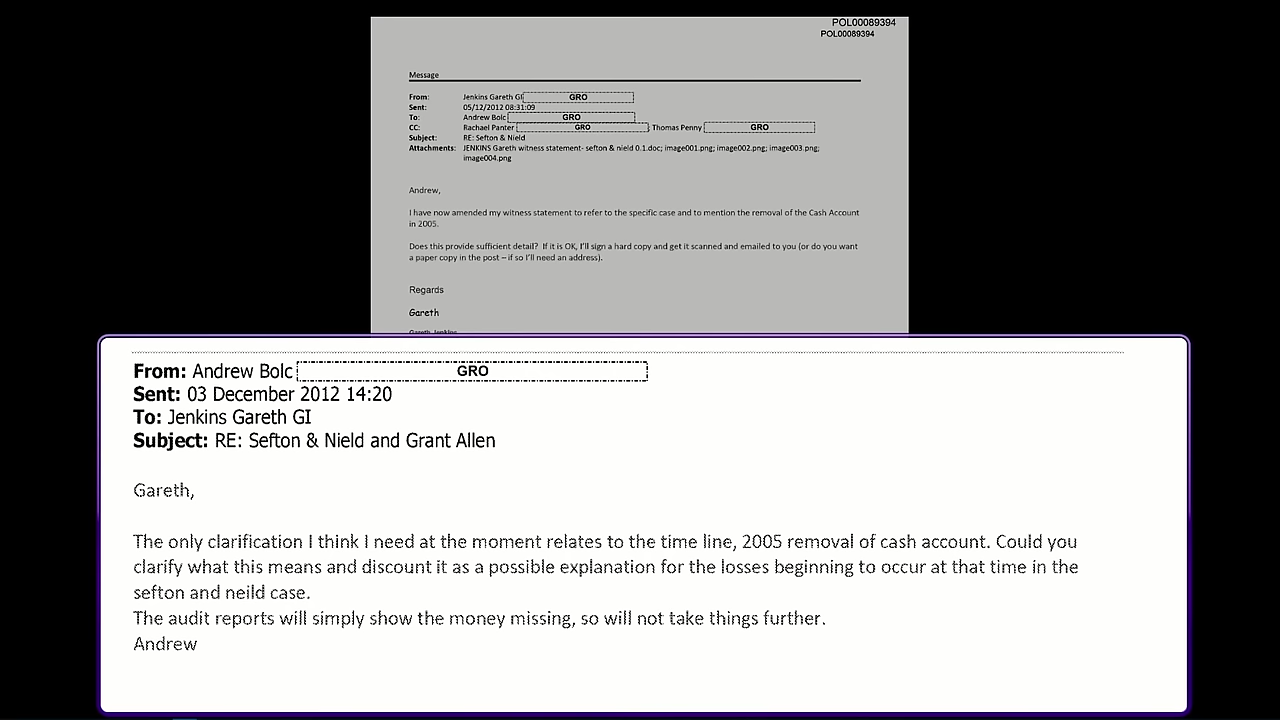 POL00089394
POL00089394
Message
From: Jenkins Gareth GI GRO
Sent: 05/12/2012 08:31:09
To: Andrew Bolc GRO
CC: Rachael Panter GRO ; Thomas Penny GRO
Subject: RE: Sefton & Nield
Attachments: JENKINS Gareth witness statement- sefton & nield 0.1.doc; image001.png; image002.png; image003.png;
image004.png
Andrew,
I have now amended my witness statement to refer to the specific case and to mention the removal of the Cash Account
in 2005.
Does this provide sufficient detail? If it is OK, I'll sign a hard copy and get it scanned and emailed to you (or do you want
a paper copy in the post – if so I'll need an address).
Regards
Gareth
Gareth Jenkins
From: Andrew Bolc GRO
Sent: 03 December 2012 14:20
To: Jenkins Gareth GI
Subject: RE: Sefton & Nield and Grant Allen
Gareth,
The only clarification I think I need at the moment relates to the time line, 2005 removal of cash account. Could you
clarify what this means and discount it as a possible explanation for the losses beginning to occur at that time in the
sefton and neild case.
The audit reports will simply show the money missing, so will not take things further.
Andrew